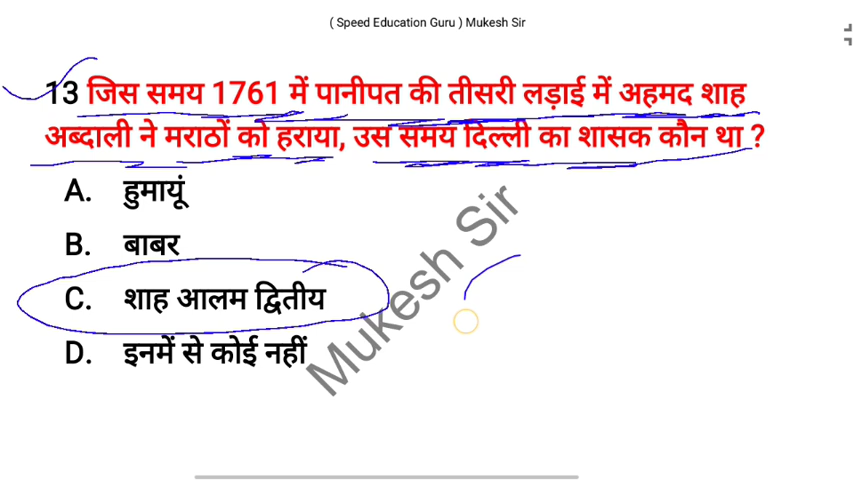 ( Speed Education Guru ) Mukesh Sir
13 जिस समय 1761 में पानीपत की तीसरी लड़ाई में अहमद शाह
अब्दाली ने मराठों को हराया, उस समय दिल्ली का शासक कौन था ?
A. हुमायूं
B. बाबर
C. शाह आलम द्वितीय
D. इनमें से कोई नहीं
Mukesh Sir